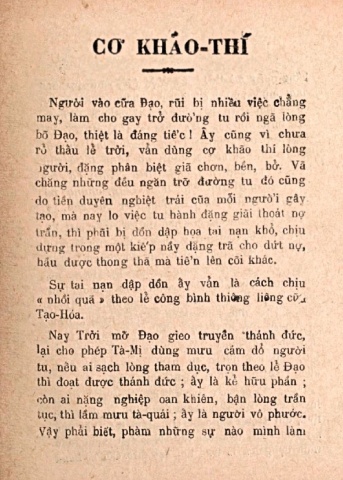 CƠ KHẢO-THÍ
Người vào cửa Đạo, rũi bị nhiều việc chẳng
may, làm cho gay trở đường tu rồi ngã lòng
bỏ Đạo, thiệt là đáng tiếc ! Ấy cũng vì chưa
rỏ thấu lẽ trời, vẫn dùng cơ khảo thí lòng
người, đặng phân biệt giã chơn, bền, bở. Vả
chăng những đều ngăn trở đường tu đó cũng
do tiền duyên nghiệt trái của mỗi người gây
tạo, mà nay lo việc tu hành đặng giải thoát nợ
trần, thì phải bị dồn dập họa tai nạn khổ, chịu
đựng trong một kiếp nầy đặng trả cho dứt nợ,
hầu được thong thả mà tiến lên cõi khác.
Sự tai nạn dập dồn ấy vẫn là cách chịu
« nhồi quả » theo lẽ công bình thiêng liêng của
Tạo-Hóa.
Nay Trời mở Đạo gieo truyền thánh đức,
lại cho phép Tà-Mị dùng mưu cám dổ người
tu, nếu ai sạch lòng tham dục, trọn theo lẽ Đạo
thì đoạt được thánh đức ; ấy là kẻ hữu phần ;
còn ai nặng nghiệp oan khiên, bận lòng trần
tục, thì lầm mưu tà-quái ; ấy là người vô phước.
Vậy phải biết, phàm những sự nào mình làm